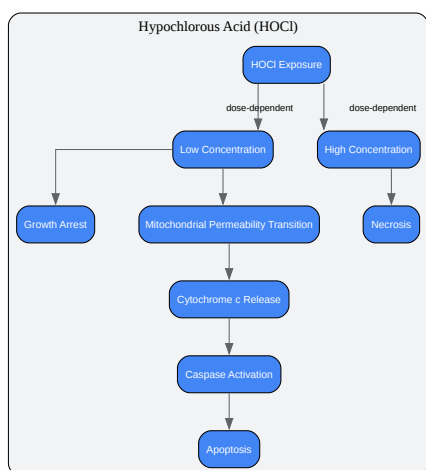 Hypochlorous Acid (HOCl)
HOCl Exposure
dose-dependent
dose-dependent
Low Concentration
High Concentration
Growth Arrest
Mitochondrial Permeability Transition
Necrosis
Cytochrome c Release
Caspase Activation
Apoptosis